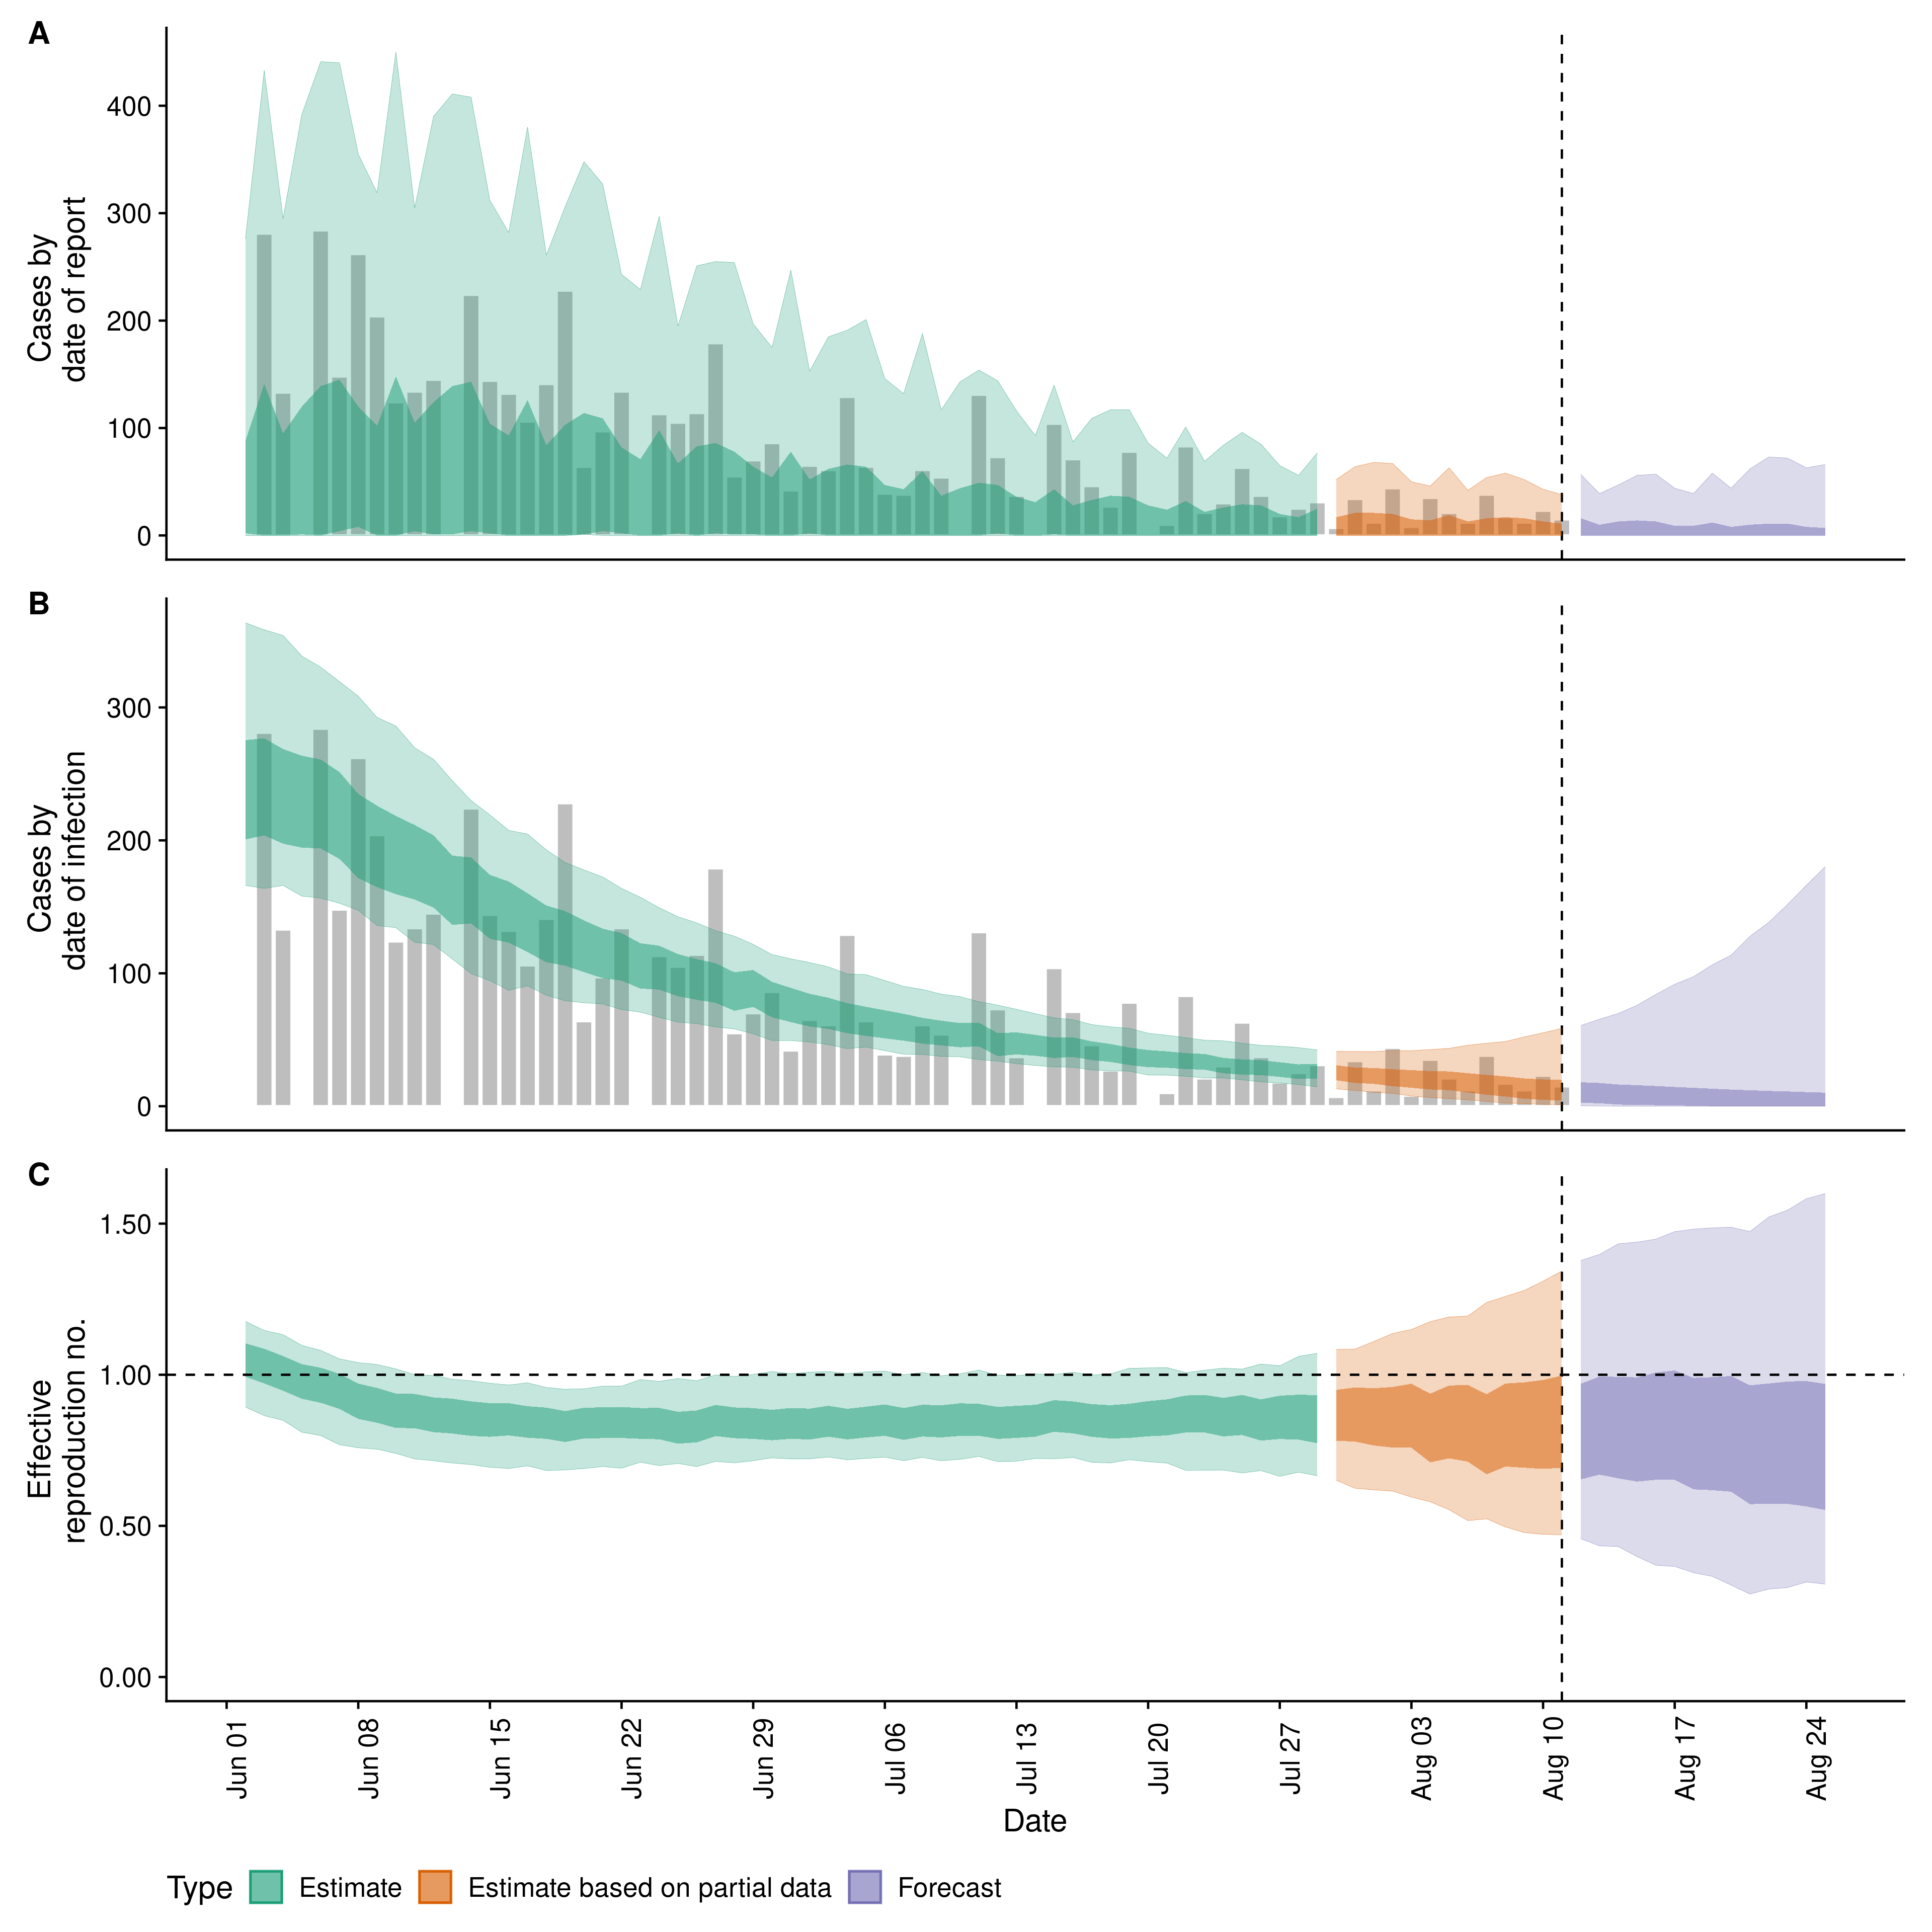 A
Cases by
date of report
400
300
200
100
0
B
Cases by
date of infection
300
200
100
0
C
Effective
reproduction no.
1.50
1.00
0.50
0.00
Jun 01
Jun 08
Jun 15
Jun 22
Jun 29
Jul 06
Jul 13
Jul 20
Jul 27
Aug 03
Aug 10
Aug 17
Aug 24
Date
Type Estimate Estimate based on partial data Forecast